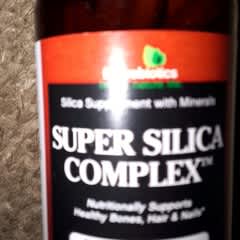 Silica Supplement with Minerals
SUPER SILICA
COMPLEX™
Nutritionally Supports
Healthy Bones, Hair & Nails*